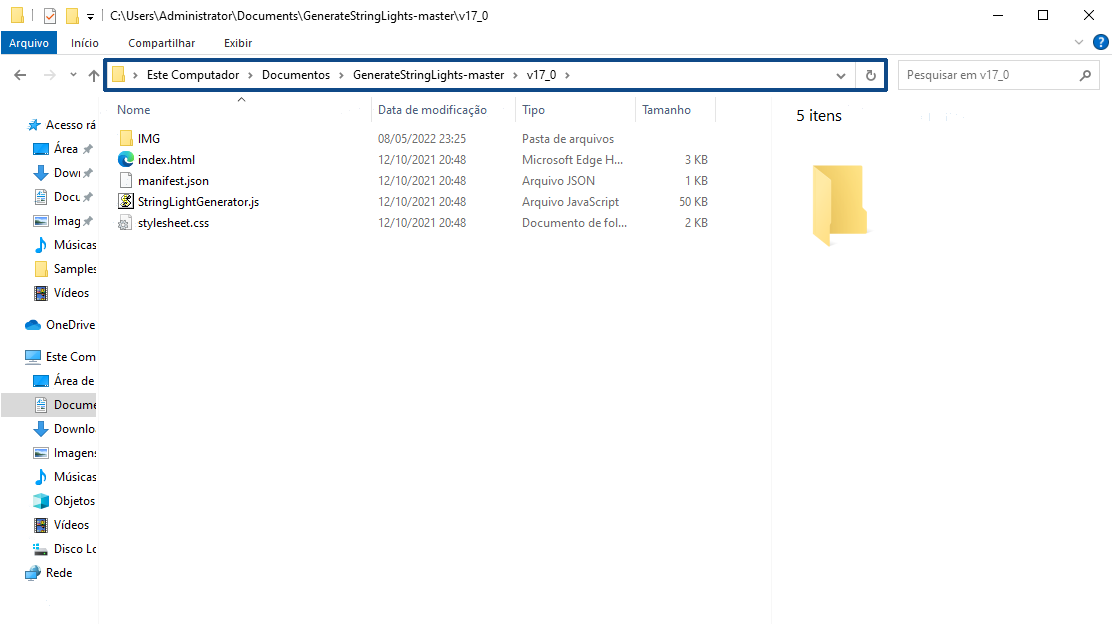 C:\Users\Administrator\Documents\GenerateStringLights-master\v17_0
Arquivo Início Compartilhar Exibir
Este Computador Documentos GenerateStringLights-master v17_0 Pesquisar em v17_0
Acesso rá
Área
Dow
Docu
Imag
Músicas
Samples
Vídeos
OneDrive
Este Com
Área de
Docume
Downlo
Imagens
Músicas
Objetos
Vídeos
Disco Lo
Rede
Nome Data de modificação Tipo Tamanho
IMG 08/05/2022 23:25 Pasta de arquivos
index.html 12/10/2021 20:48 Microsoft Edge H... 3 KB
manifest.json 12/10/2021 20:48 Arquivo JSON 1 KB
StringLightGenerator.js 12/10/2021 20:48 Arquivo JavaScript 50 KB
stylesheet.css 12/10/2021 20:48 Documento de fol... 2 KB
5 itens